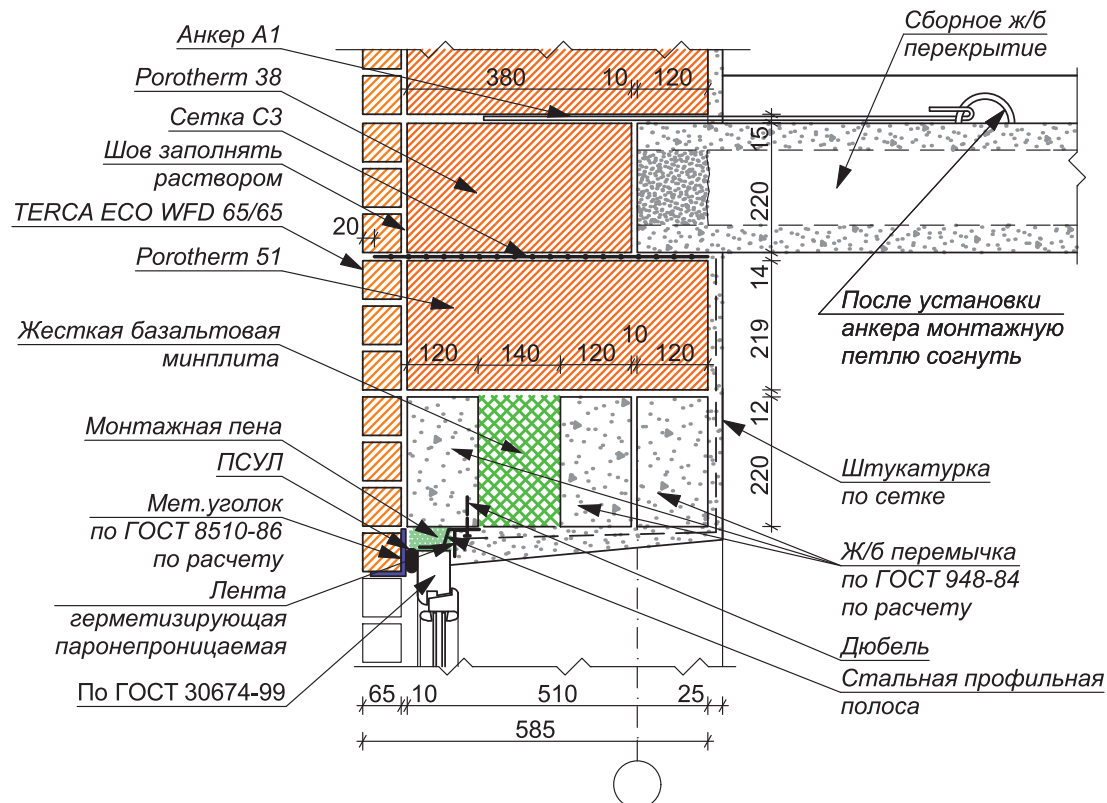 Анкер А1
Porotherm 38
Сетка С3
Шов заполнять
раствором
TERCA ECO WFD 65/65
Porotherm 51
Жесткая базальтовая
минплита
Монтажная пена
ПСУЛ
Мет.уголок
по ГОСТ 8510-86
по расчету
Лента
герметизирующая
паронепроницаемая
По ГОСТ 30674-99
380
10
120
20
120
140
120
10
120
15
220
14
219
12
220
65
10
510
25
585
Сборное ж/б
перекрытие
После установки
анкера монтажную
петлю согнуть
Штукатурка
по сетке
Ж/б перемычка
по ГОСТ 948-84
по расчету
Дюбель
Стальная профильная
полоса